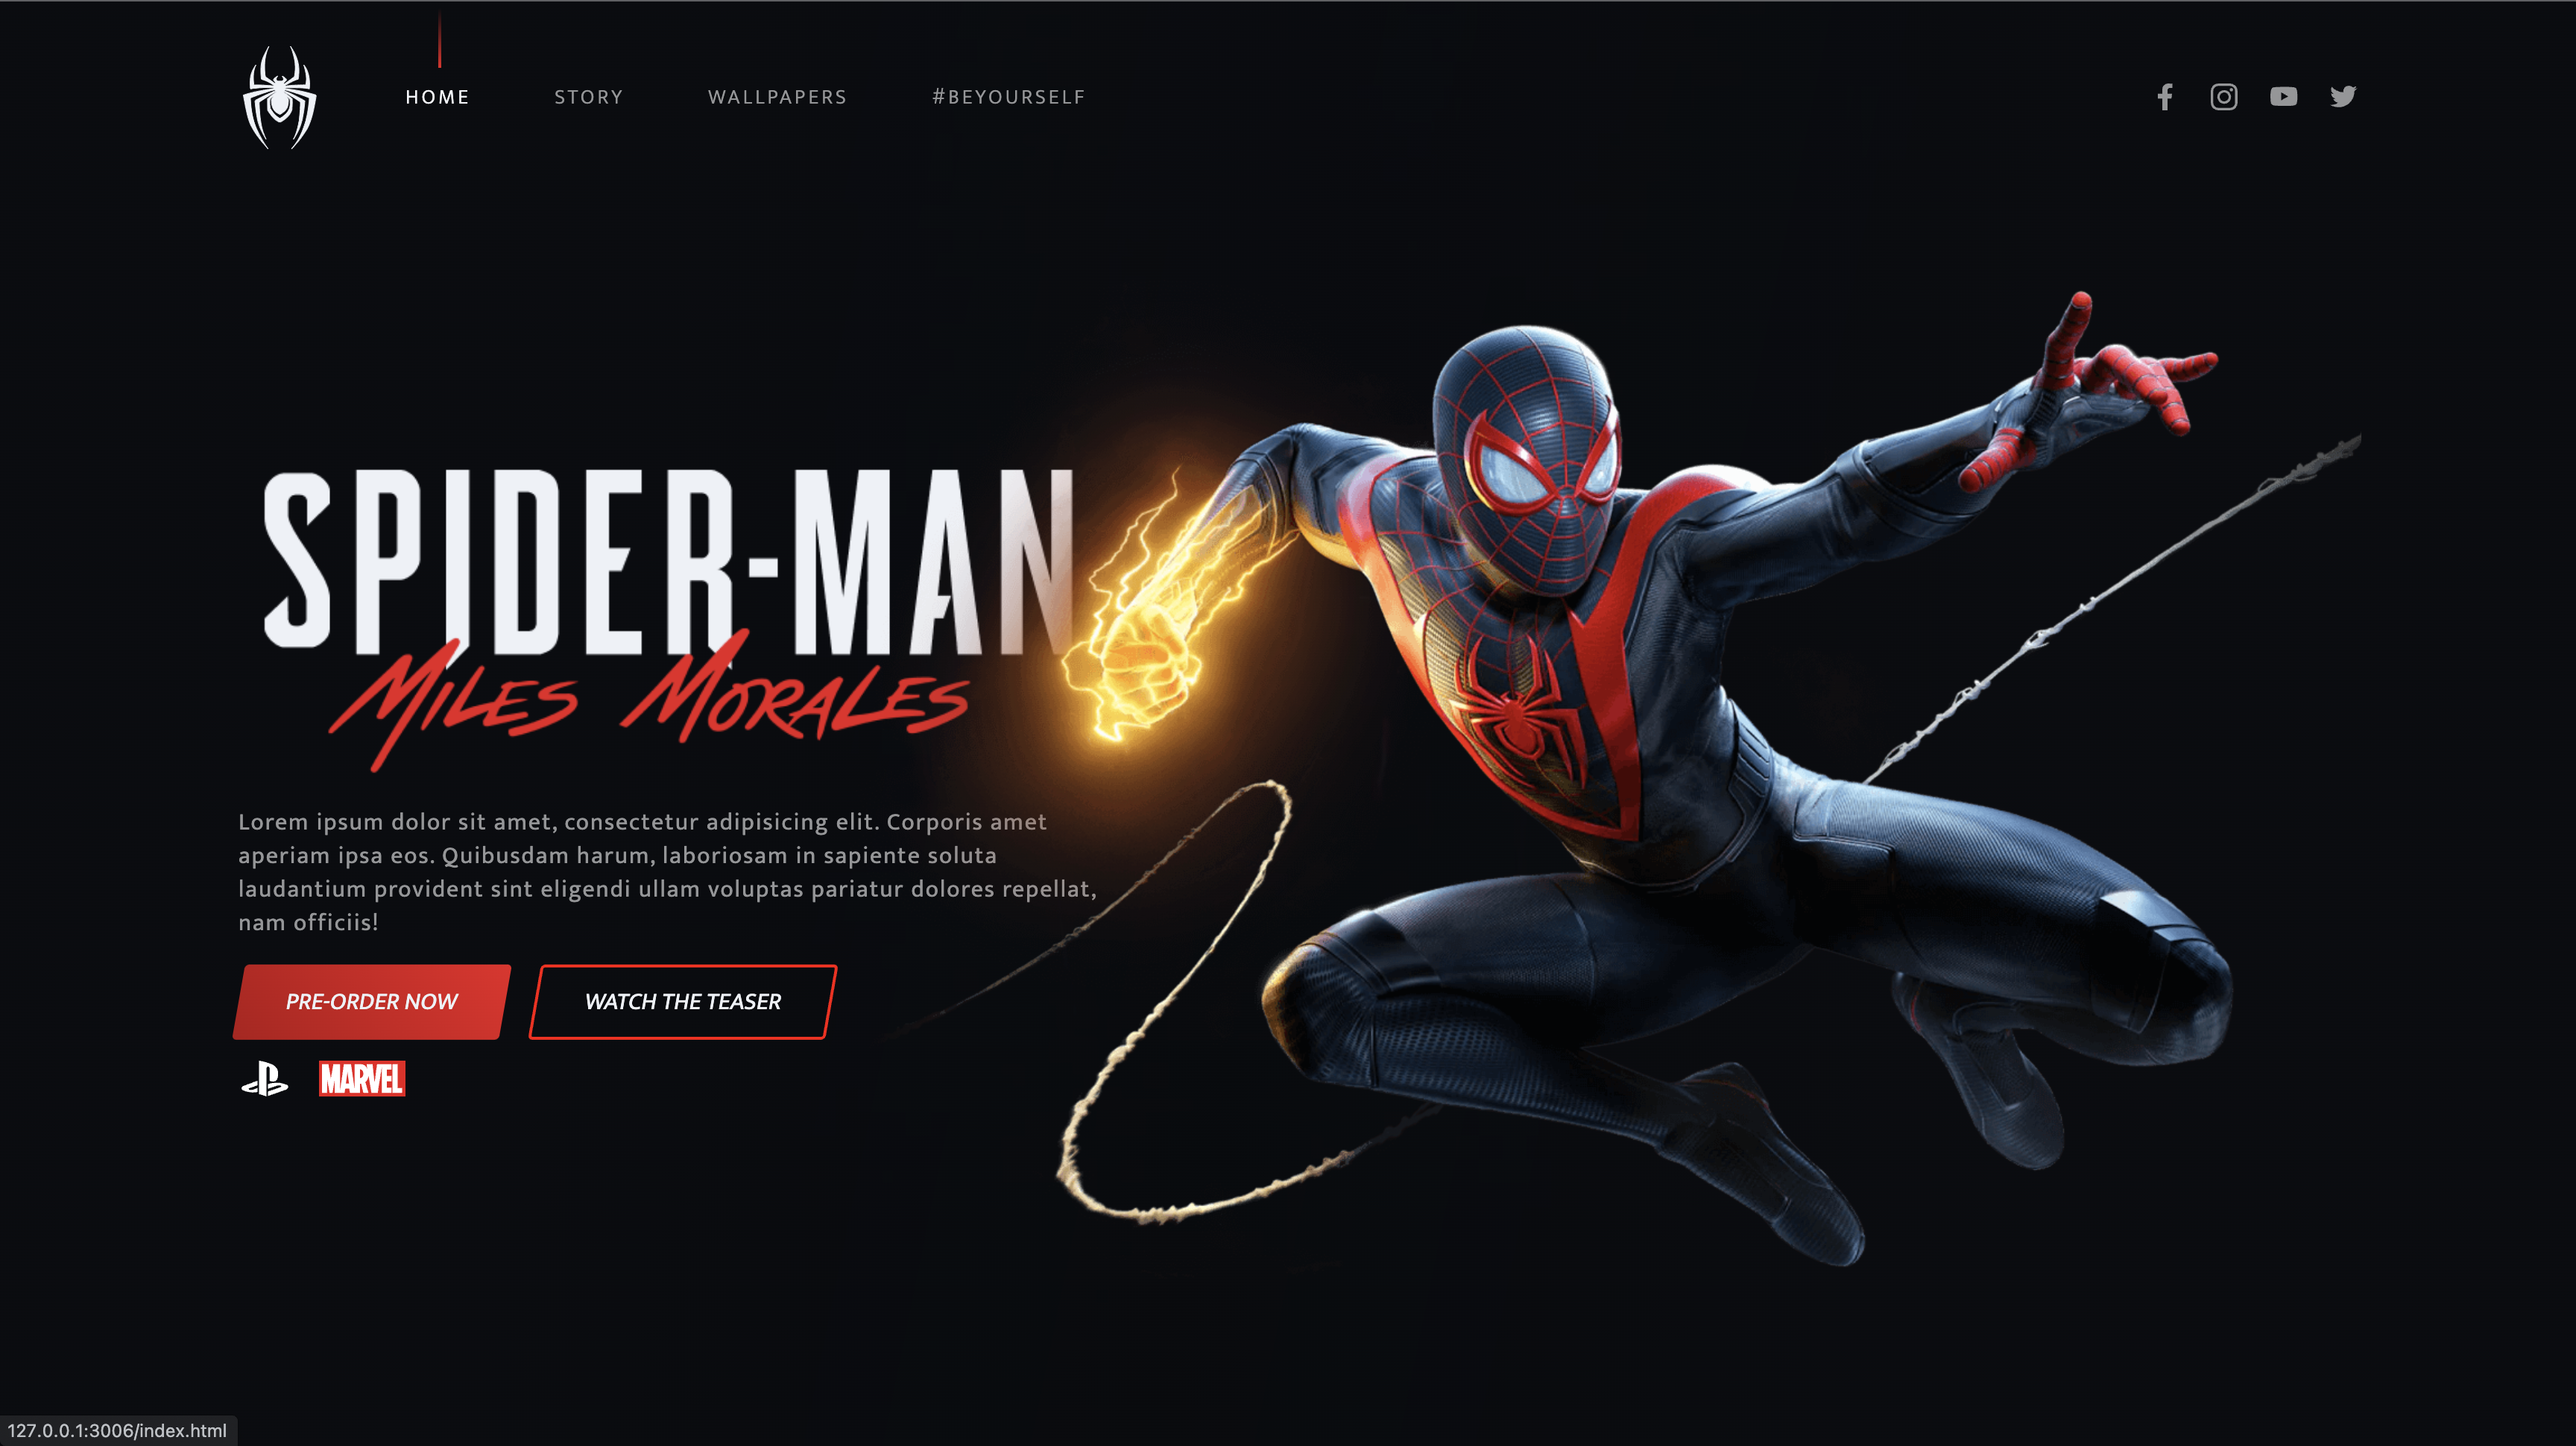 HOME STORY WALLPAPERS #BEYOURSELF
SPIDER-MAN
MILES MORALES
Lorem ipsum dolor sit amet, consectetur adipisicing elit. Corporis amet
aperiam ipsa eos. Quibusdam harum, laboriosam in sapiente soluta
laudantium provident sint eligendi ullam voluptas pariatur dolores repellat,
nam officiis!
PRE-ORDER NOW WATCH THE TEASER
MARVEL
127.0.0.1:3006/index.html